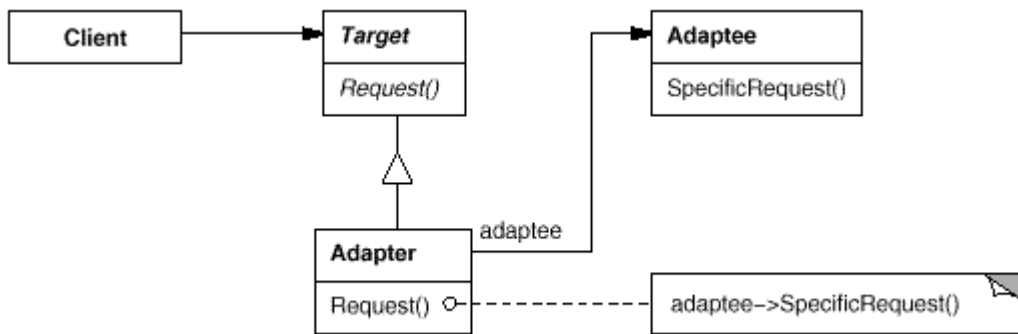 Client
Target
Request()
Adaptee
SpecificRequest()
adaptee
Adapter
Request()
adaptee->SpecificRequest()